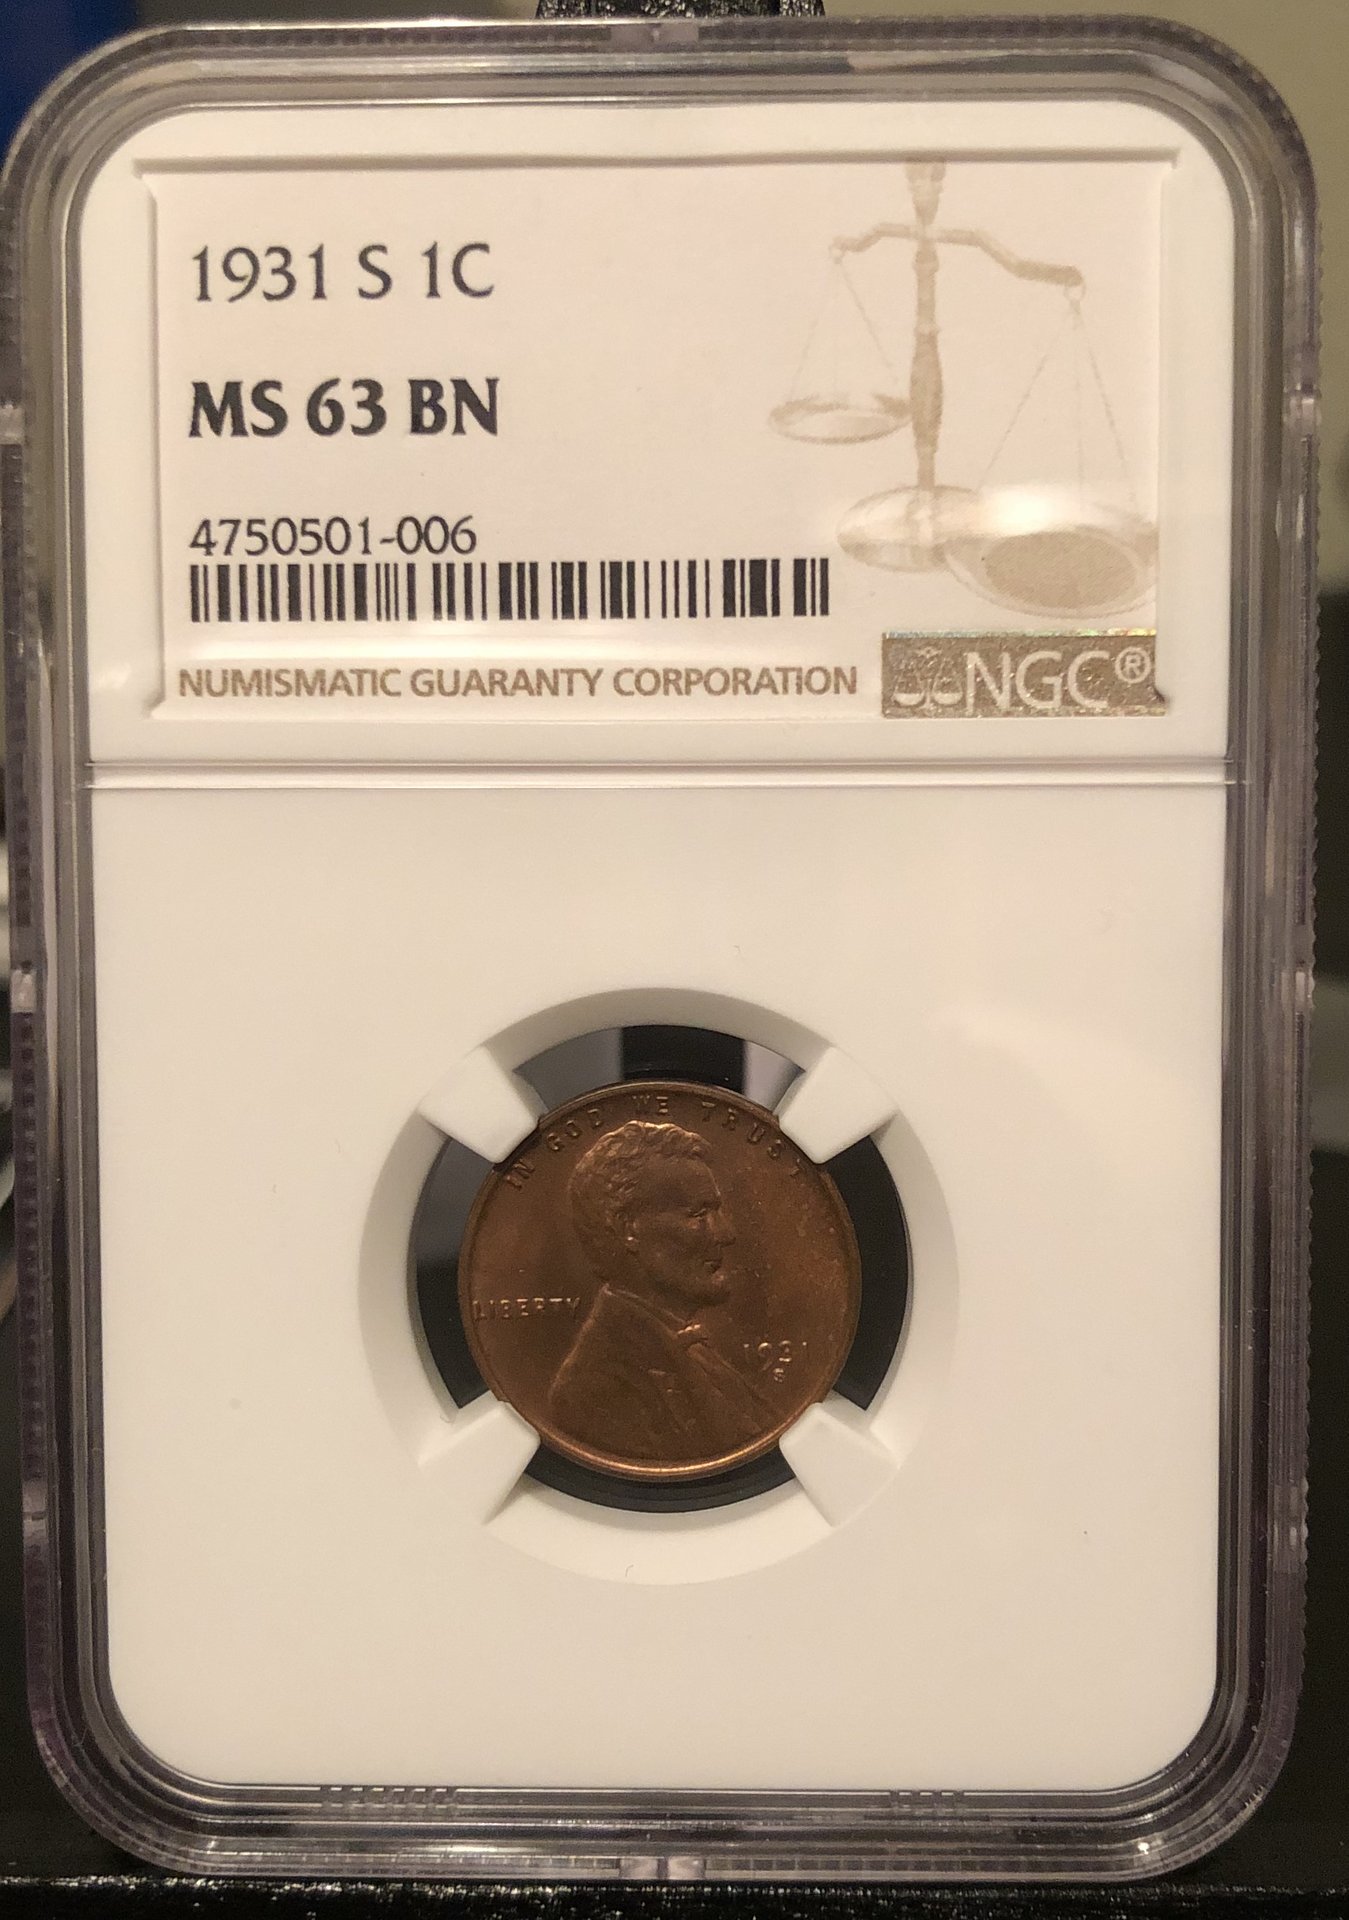 1931 S 1C
MS 63 BN
4750501-006
NUMISMATIC GUARANTY CORPORATION
NGC®
IN GOD WE TRUST
LIBERTY
1931
S